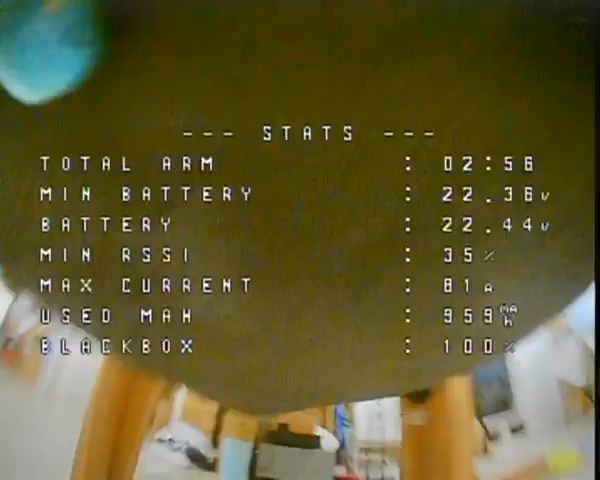 --- STATS ---
TOTAL ARM : 02:56
MIN BATTERY : 22.36V
BATTERY : 22.44V
MIN RSSI : 35%
MAX CURRENT : 81A
USED MAH : 959MAH
BLACKBOX : 100%